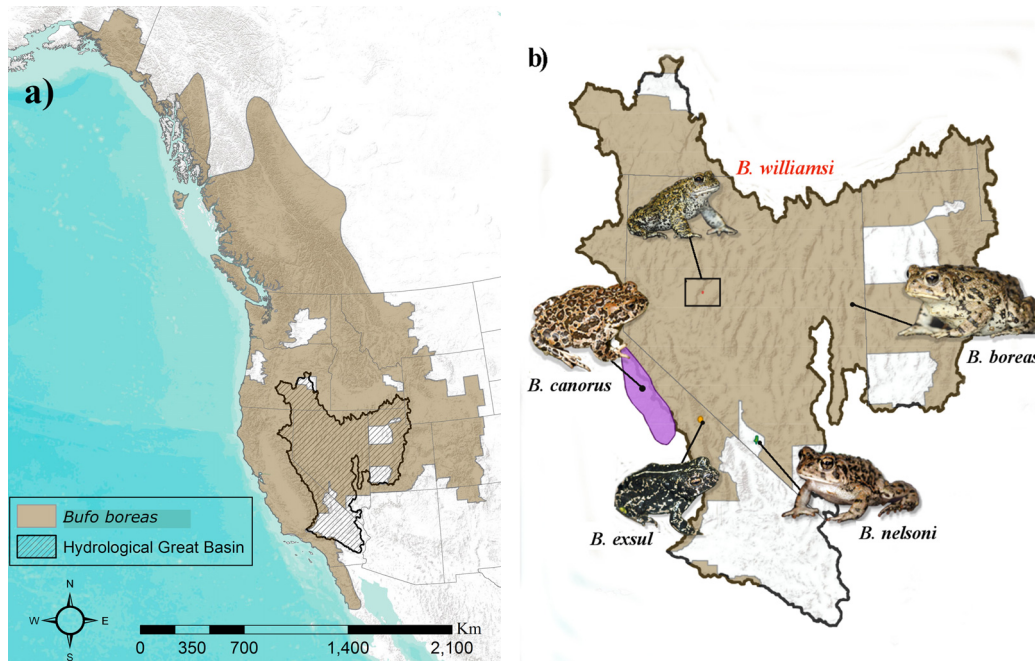 a)
Bufo boreas
Hydrological Great Basin
N
W
E
S
Km
0
350
700
1,400
2,100
b)
B. williamsi
B. boreas
B. canorus
B. exsul
B. nelsoni